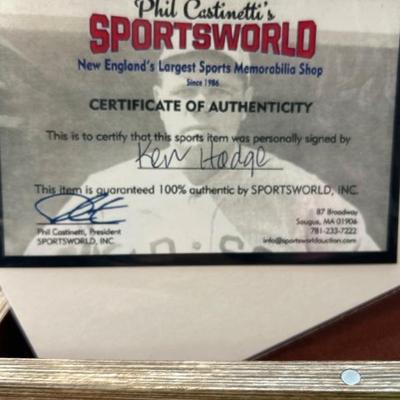 Phil Castinetti's
SPORTSWORLD
New England's Largest Sports Memorabilia Shop
Since 1986
CERTIFICATE OF AUTHENTICITY
This is to certify that this sports item was personally signed by
Ken Hodge
This item is guaranteed 100% authentic by SPORTSWORLD, INC.
Phil Castinetti, President
SPORTSWORLD, INC.
87 Broadway
Saugus, MA 01906
781-233-7222
info@sportsworldauction.com